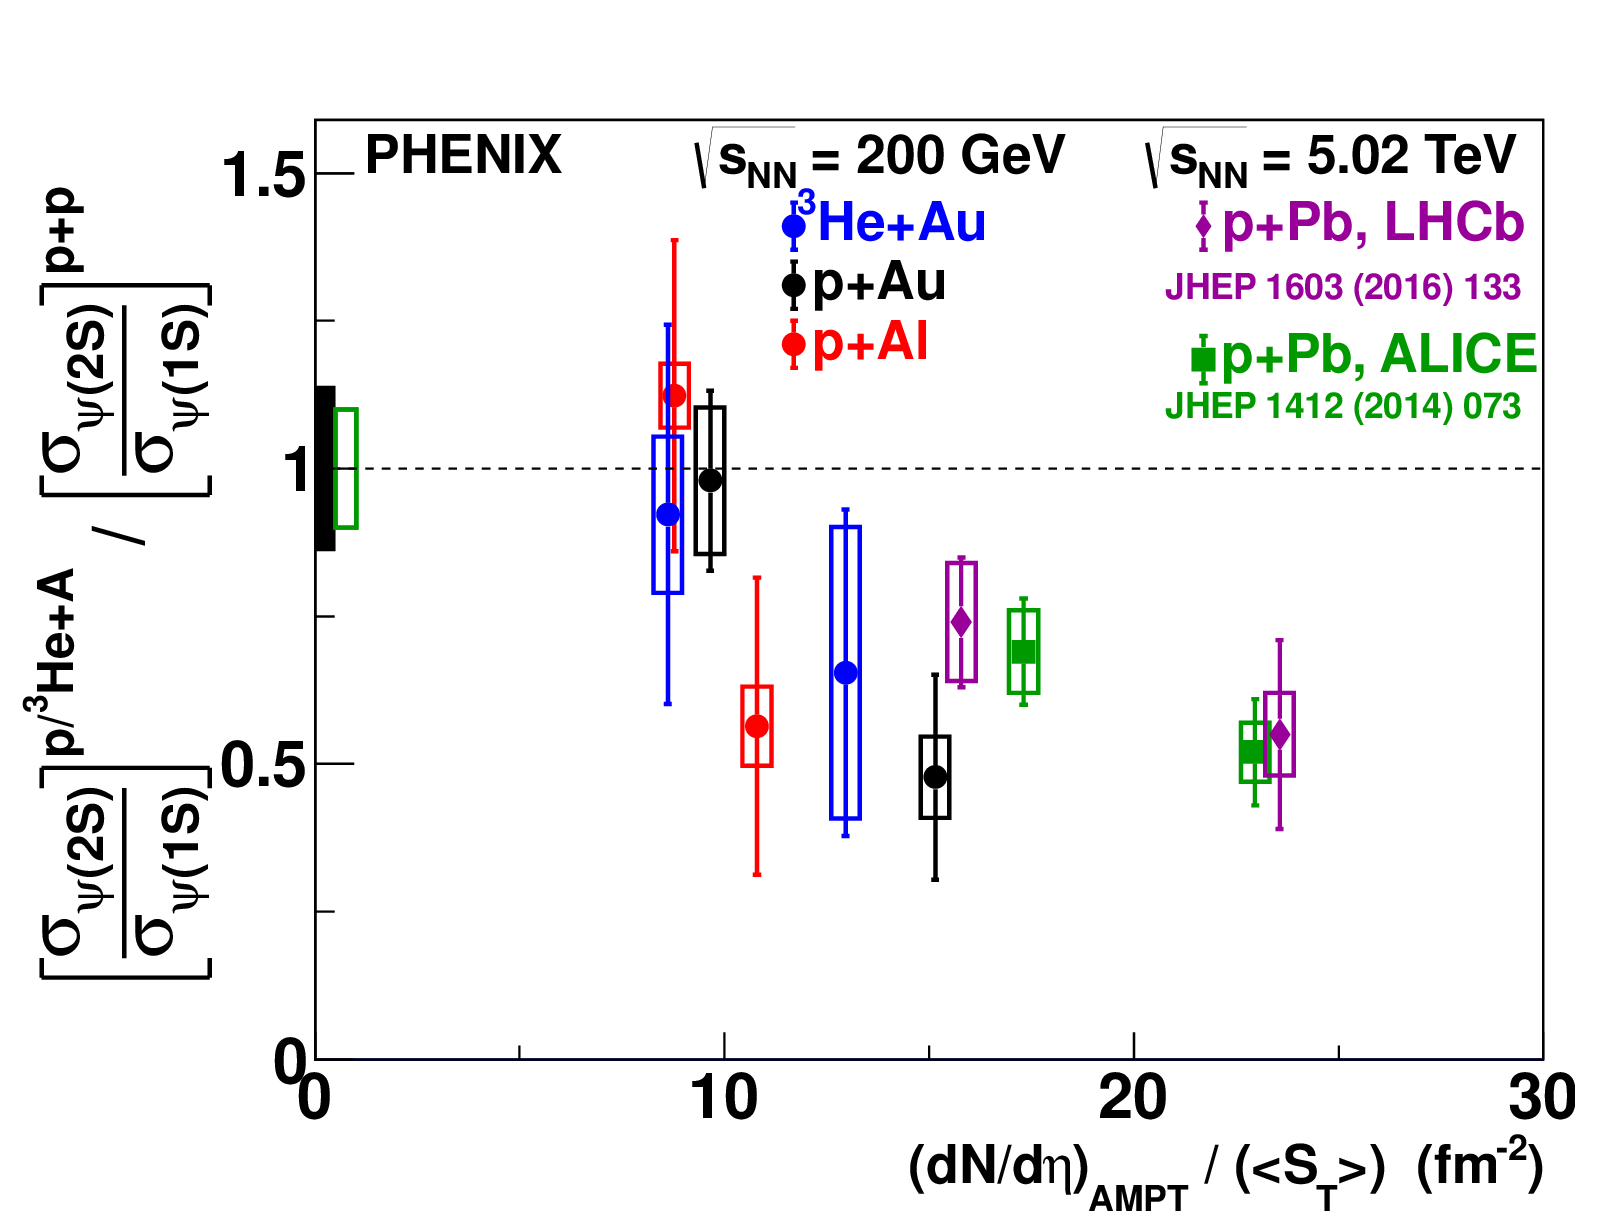 PHENIX
√sNN = 200 GeV
3He+Au
p+Au
p+Al
√sNN = 5.02 TeV
p+Pb, LHCb
JHEP 1603 (2016) 133
p+Pb, ALICE
JHEP 1412 (2014) 073
1.5
1
0.5
0
0
10
20
30
(dN/dη)AMPT / (<ST>) (fm-2)
[σψ(2S)/σψ(1S)]p/3He+A / [σψ(2S)/σψ(1S)]p+p